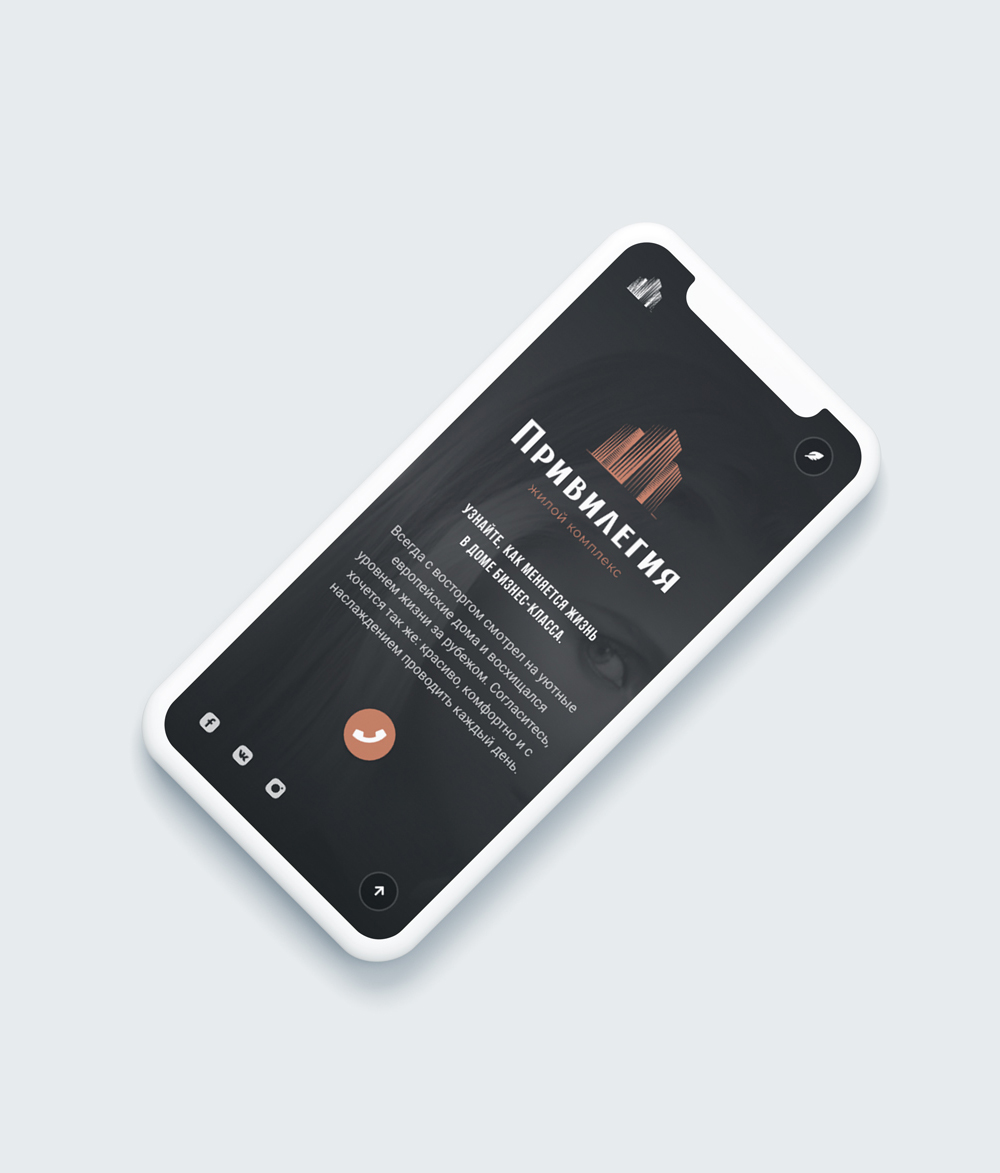 ПРИВИЛЕГИЯ
жилой комплекс
УЗНАЙТЕ, КАК МЕНЯЕТСЯ ЖИЗНЬ
В ДОМЕ БИЗНЕС-КЛАССА.
Всегда с восторгом смотрел на уютные
европейские дома и восхищался
уровнем жизни за рубежом. Согласитесь,
хочется так же: красиво, комфортно и с
наслаждением проводить каждый день.